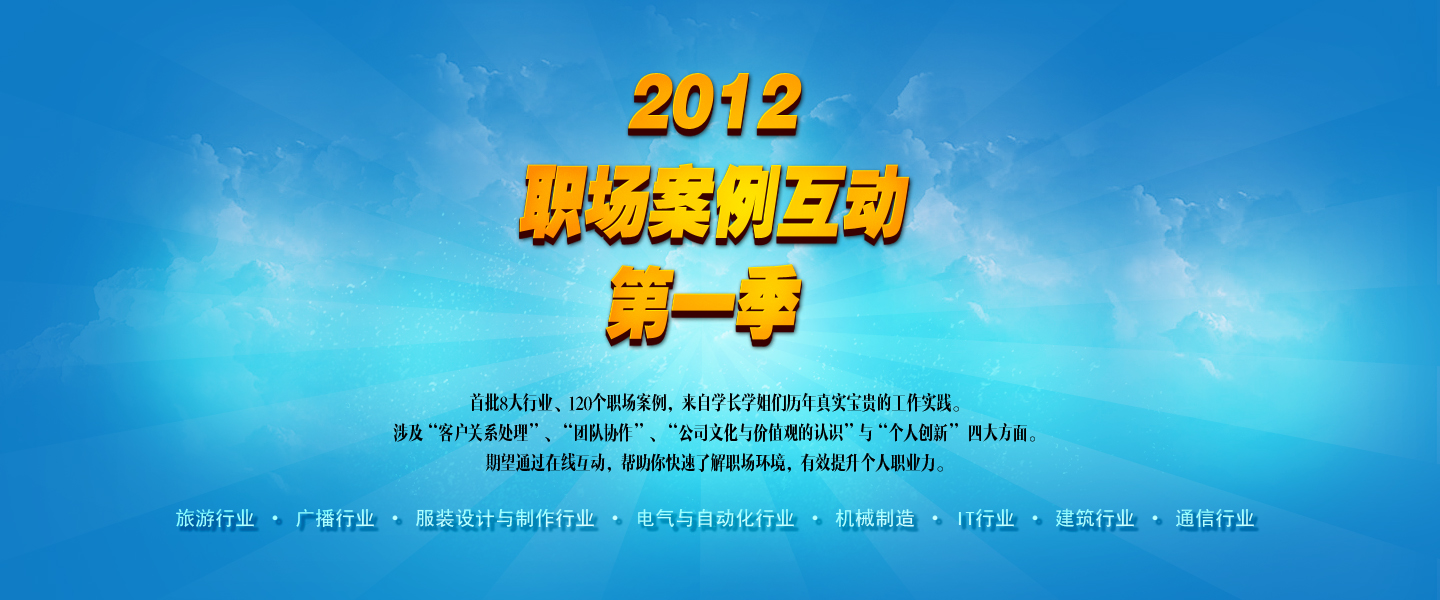 2012
职场案例互动
第一季
首批8大行业、120个职场案例，来自学长学姐们历年真实宝贵的工作实践。
涉及“客户关系处理”、“团队协作”、“公司文化与价值观的认识”与“个人创新” 四大方面。
期望通过在线互动，帮助你快速了解职场环境，有效提升个人职业力。
旅游行业 • 广播行业 • 服装设计与制作行业 • 电气与自动化行业 • 机械制造 • IT行业 • 建筑行业 • 通信行业